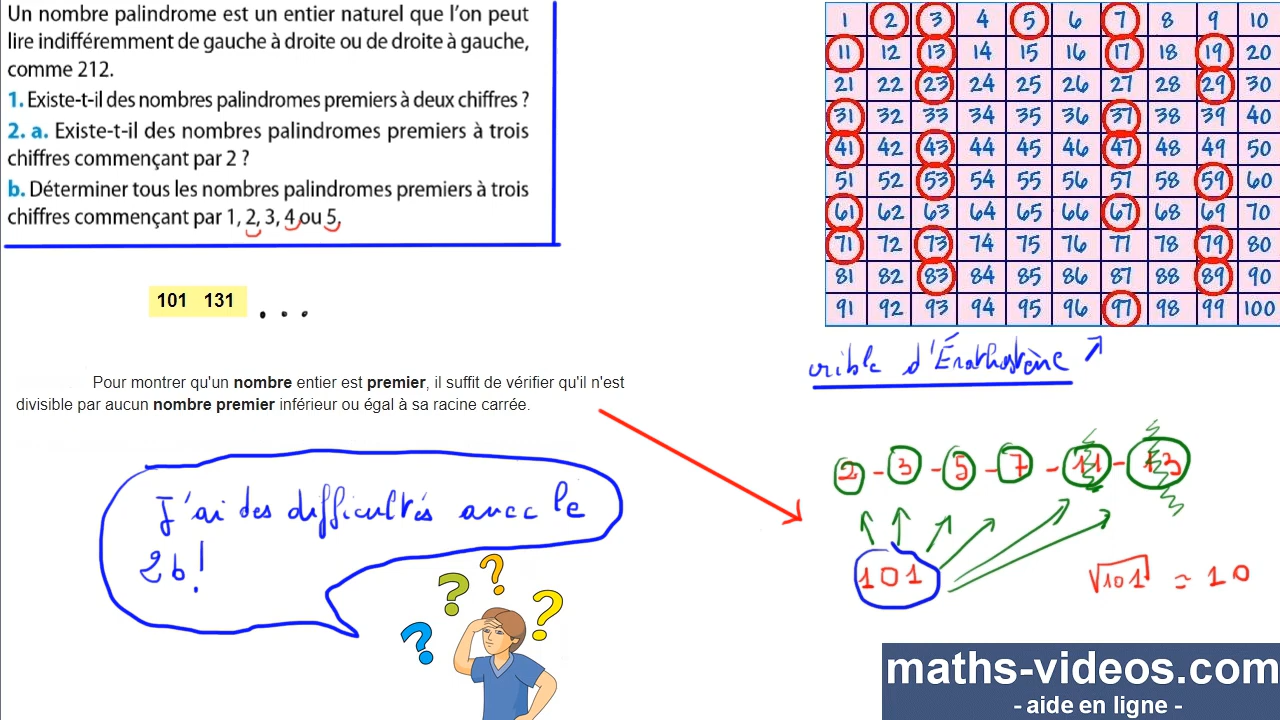 Un nombre palindrome est un entier naturel que l'on peut
lire indifféremment de gauche à droite ou de droite à gauche,
comme 212.
1. Existe-t-il des nombres palindromes premiers à deux chiffres ?
2. a. Existe-t-il des nombres palindromes premiers à trois
chiffres commençant par 2 ?
b. Déterminer tous les nombres palindromes premiers à trois
chiffres commençant par 1, 2, 3, 4 ou 5,
101 131 ...
Pour montrer qu'un nombre entier est premier, il suffit de vérifier qu'il n'est
divisible par aucun nombre premier inférieur ou égal à sa racine carrée.
J'ai des difficultés avec le
2b!
? ? ? ?
1 2 3 4 5 6 7 8 9 10
11 12 13 14 15 16 17 18 19 20
21 22 23 24 25 26 27 28 29 30
31 32 33 34 35 36 37 38 39 40
41 42 43 44 45 46 47 48 49 50
51 52 53 54 55 56 57 58 59 60
61 62 63 64 65 66 67 68 69 70
71 72 73 74 75 76 77 78 79 80
81 82 83 84 85 86 87 88 89 90
91 92 93 94 95 96 97 98 99 100
crible d'Érathostène
2 - 3 - 5 - 7 - 11 - 13
101
√101 ≃ 10
maths-videos.com
- aide en ligne -